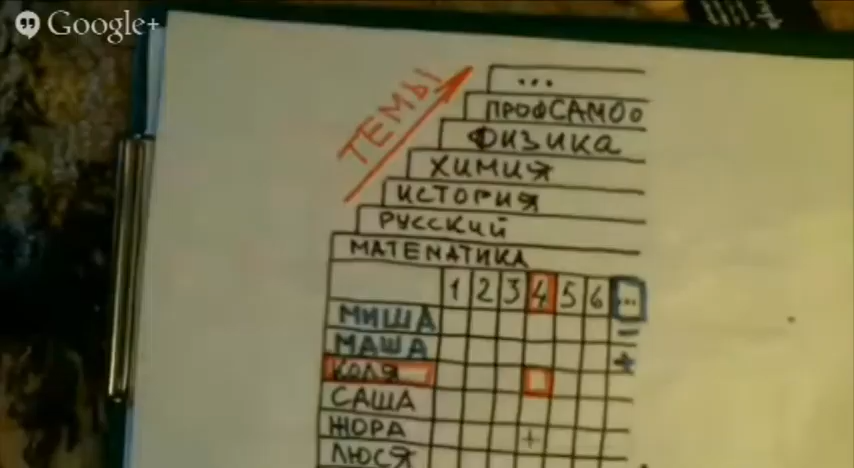 Google+
ТЕМЫ
...
ПРОФСАМОО
ФИЗИКА
ХИМИЯ
ИСТОРИЯ
РУССКИЙ
МАТЕМАТИКА
1 2 3 4 5 6 ...
МИША −
МАША +
КОЛЯ
САША
ЖОРА +
ЛЮСЯ